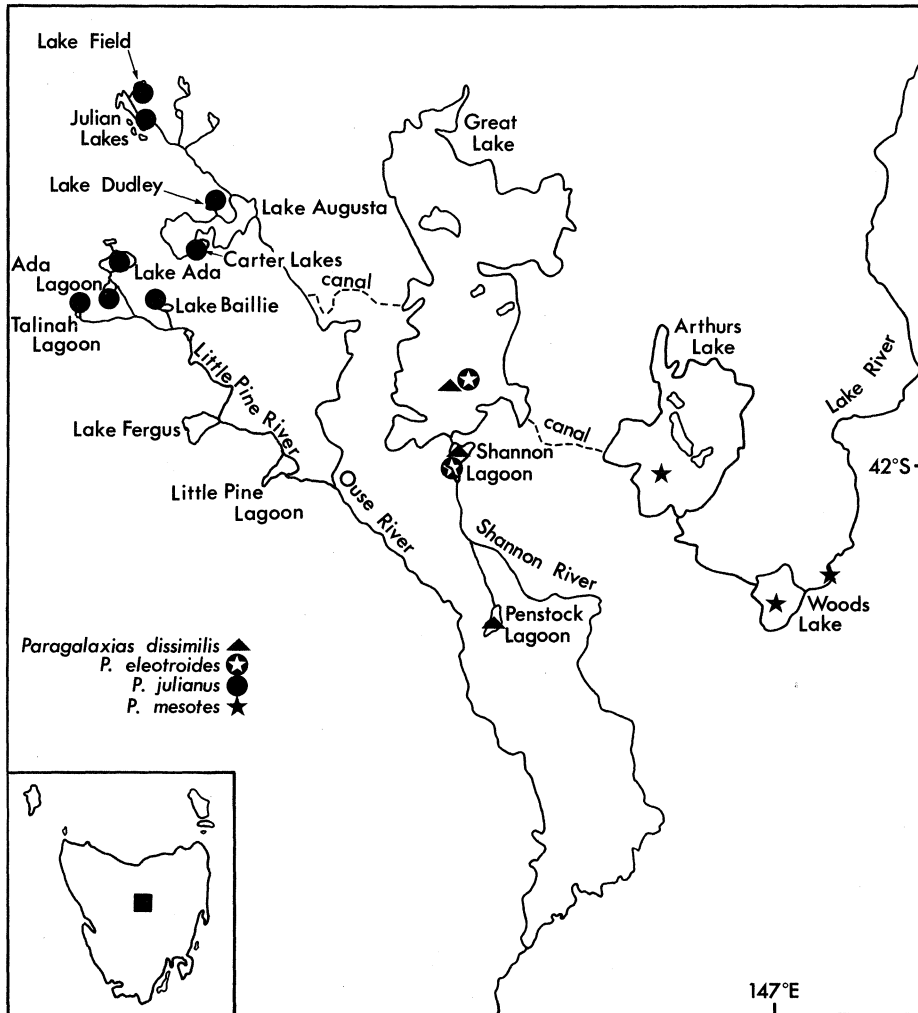 Lake Field
Julian
Lakes
Great
Lake
Lake Dudley
Lake Augusta
Carter Lakes
Ada
Lagoon
Lake Ada
canal
Lake Baillie
Talinah
Lagoon
Arthurs
Lake
Little Pine River
Lake River
Lake Fergus
canal
Shannon
Lagoon
42°S
Little Pine
Lagoon
Ouse River
Shannon River
Penstock
Lagoon
Woods
Lake
Paragalaxias dissimilis
P. eleotroides
P. julianus
P. mesotes
147°E